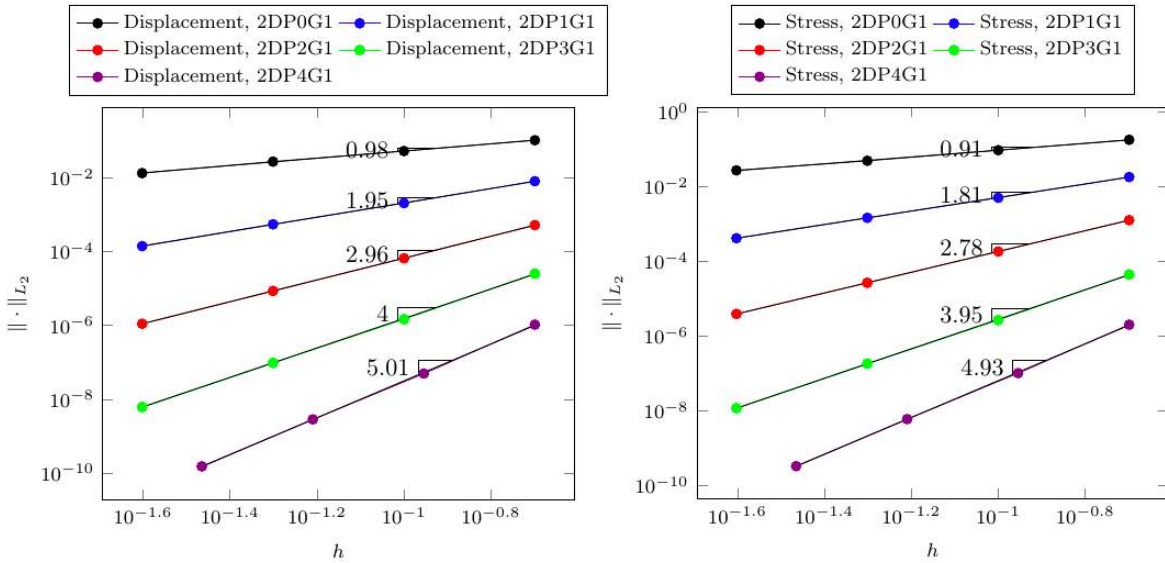 Displacement, 2DP0G1 Displacement, 2DP1G1
Displacement, 2DP2G1 Displacement, 2DP3G1
Displacement, 2DP4G1
10^{-2}
10^{-4}
10^{-6}
10^{-8}
10^{-10}
‖ · ‖_{L_2}
0.98
1.95
2.96
4
5.01
10^{-1.6} 10^{-1.4} 10^{-1.2} 10^{-1} 10^{-0.8}
h
Stress, 2DP0G1 Stress, 2DP1G1
Stress, 2DP2G1 Stress, 2DP3G1
Stress, 2DP4G1
10^{0}
10^{-2}
10^{-4}
10^{-6}
10^{-8}
10^{-10}
‖ · ‖_{L_2}
0.91
1.81
2.78
3.95
4.93
10^{-1.6} 10^{-1.4} 10^{-1.2} 10^{-1} 10^{-0.8}
h